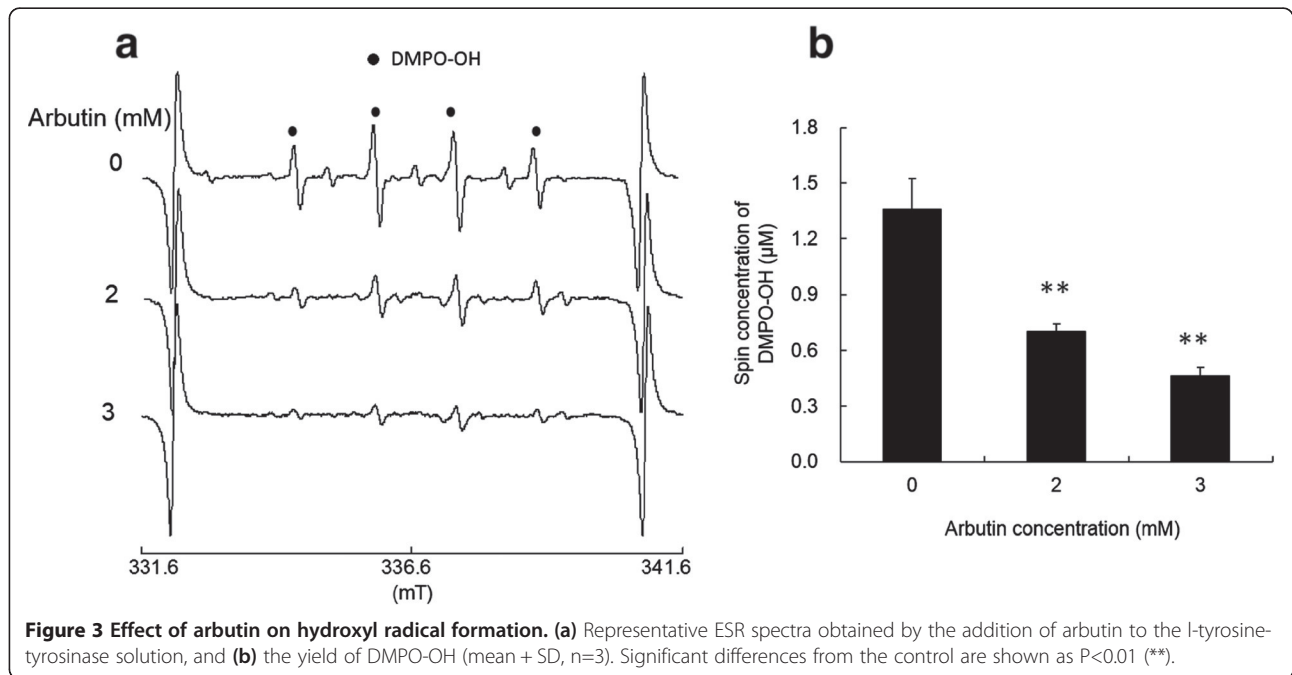 a
● DMPO-OH
Arbutin (mM)
0
2
3
331.6 336.6 341.6
(mT)
b
Spin concentration of
DMPO-OH (μM)
1.8
1.5
1.2
0.9
0.6
0.3
0.0
**
**
0 2 3
Arbutin concentration (mM)
Figure 3 Effect of arbutin on hydroxyl radical formation. (a) Representative ESR spectra obtained by the addition of arbutin to the l-tyrosine-
tyrosinase solution, and (b) the yield of DMPO-OH (mean + SD, n=3). Significant differences from the control are shown as P<0.01 (**).